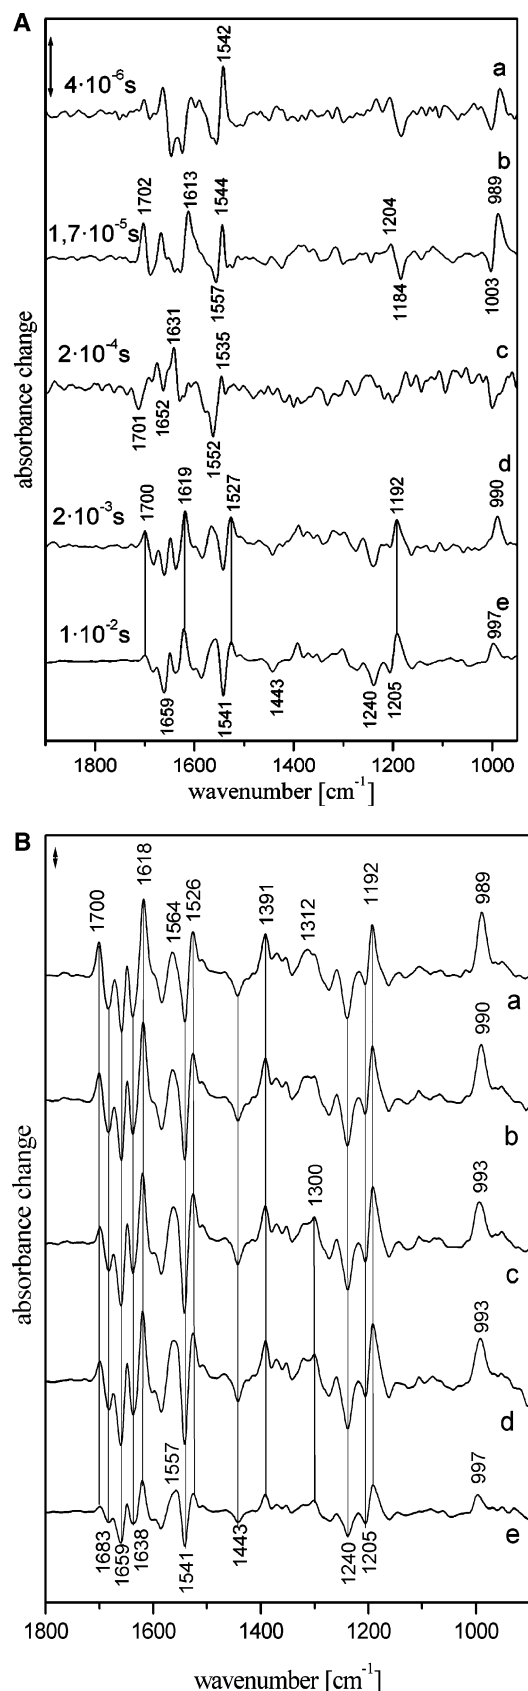 A
1542
4·10-6s
a
b
1702
1613
1544
1204
989
1,7·10-5s
1557
1184
1003
1631
1535
2·10-4s
c
1701
1652
1552
d
1700
1619
1527
1192
990
2·10-3s
e
997
1·10-2s
1659
1541
1443
1240
1205
absorbance change
1800 1600 1400 1200 1000
wavenumber [cm-1]
B
1700
1618
1564
1526
1391
1312
1192
989
a
990
b
1300
993
c
993
d
1557
997
e
1683
1659
1638
1541
1443
1240
1205
absorbance change
1800 1600 1400 1200 1000
wavenumber [cm-1]